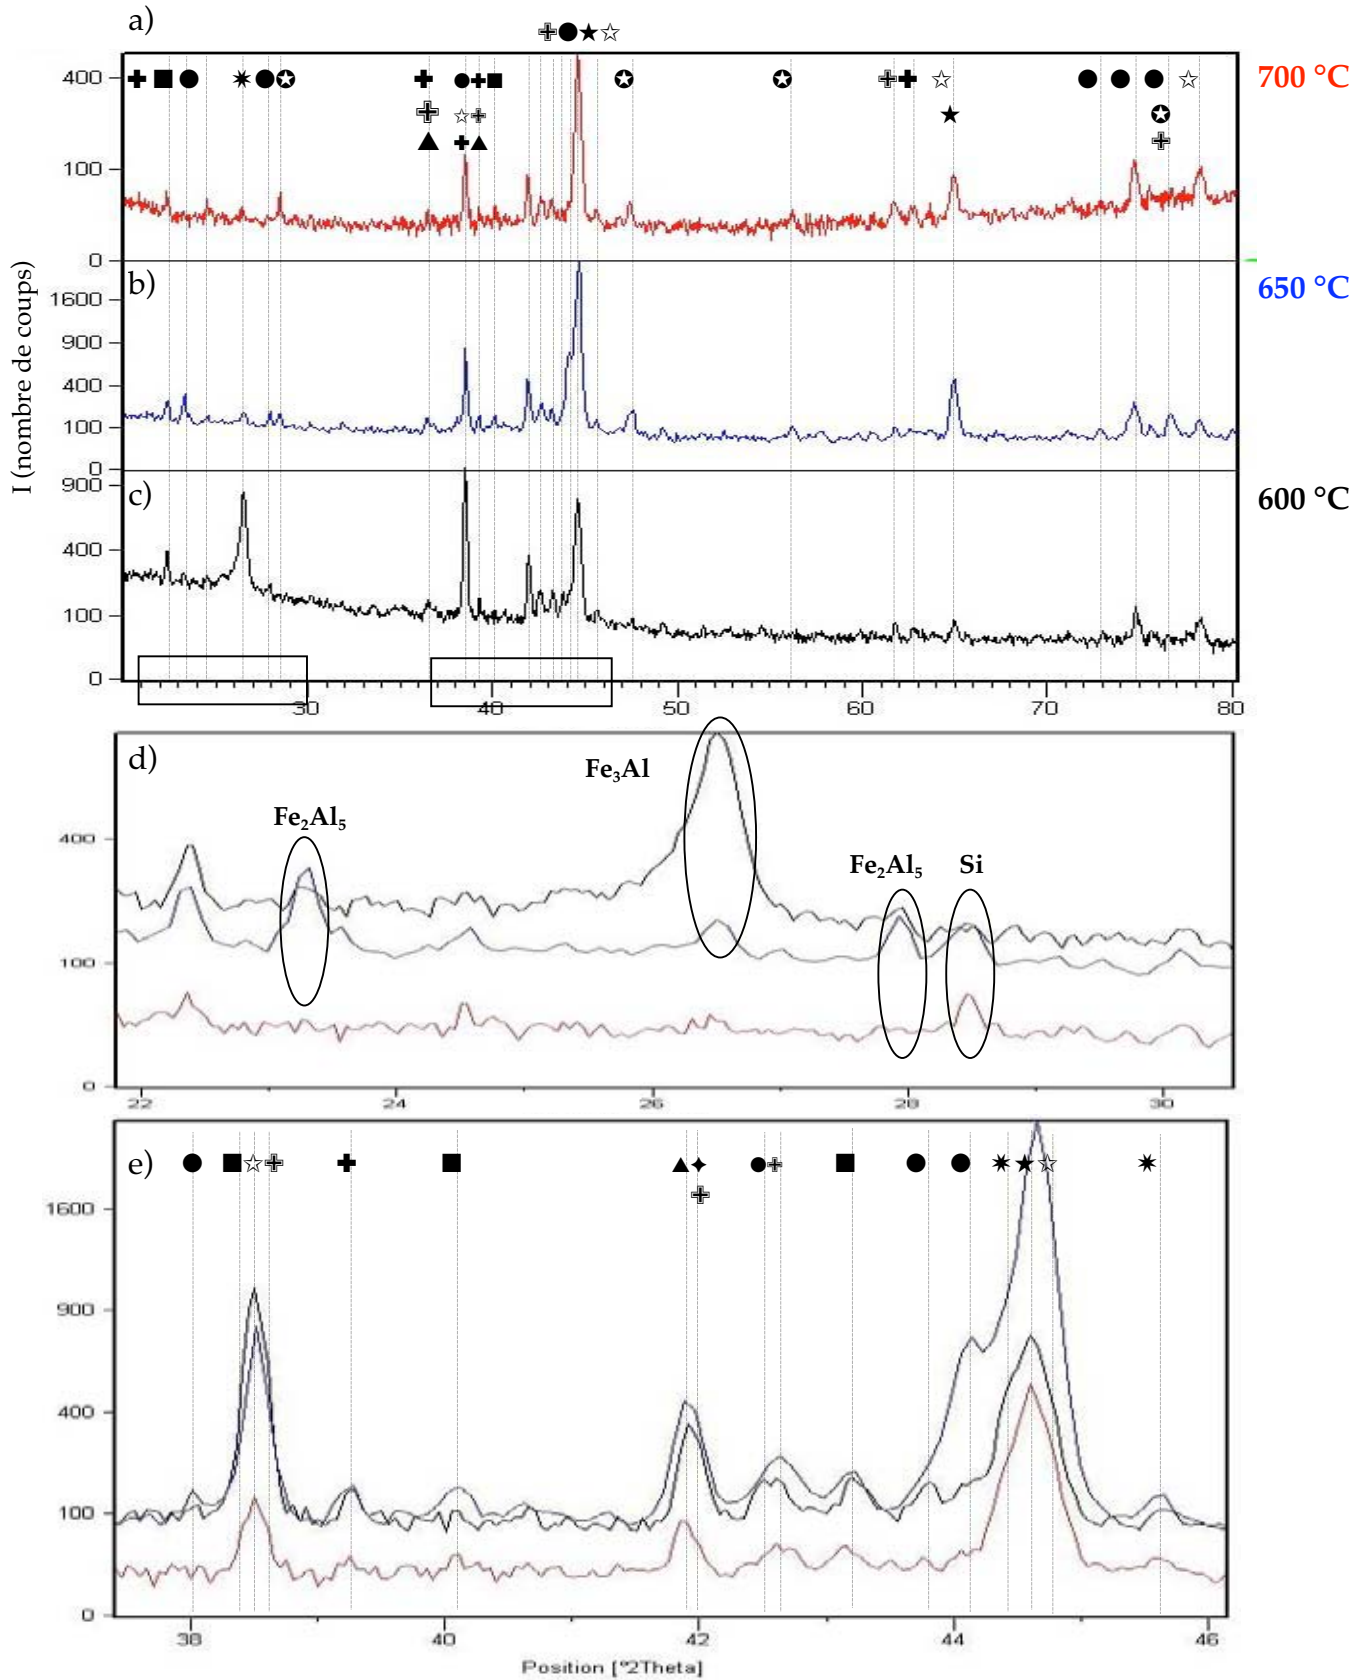 a)
400
700 °C
100
0
b)
650 °C
1600
900
400
100
0
c)
900
600 °C
400
100
0
30
40
50
60
70
80
I (nombre de coups)
d)
Fe₃Al
Fe₂Al₅
400
Fe₂Al₅
Si
100
0
22
24
26
28
30
e)
1600
900
400
100
0
38
40
42
44
46
Position [°2Theta]